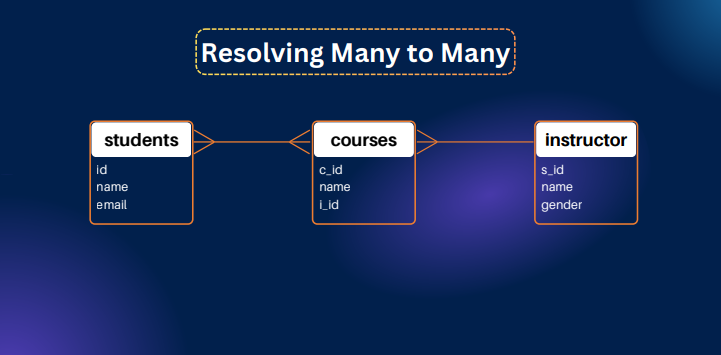 Resolving Many to Many
students
id
name
email
courses
c_id
name
i_id
instructor
s_id
name
gender